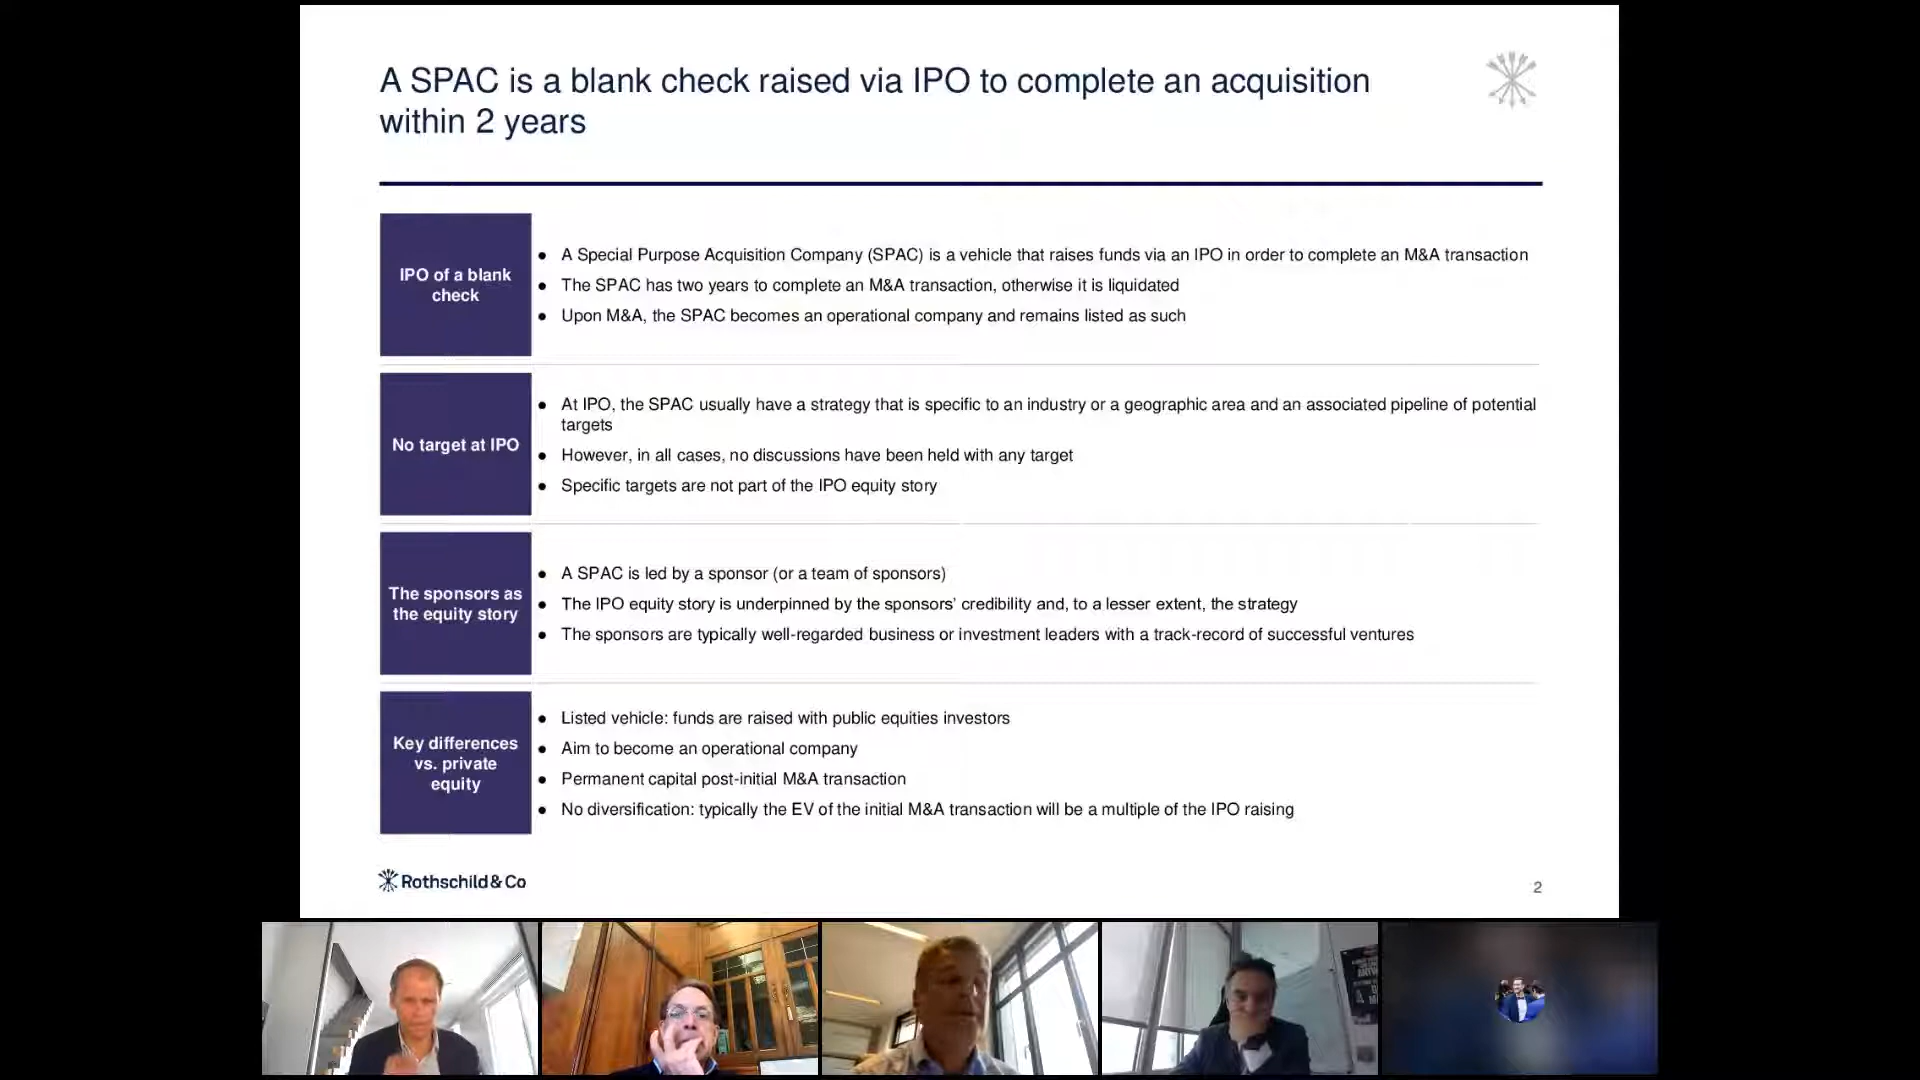 A SPAC is a blank check raised via IPO to complete an acquisition
within 2 years
IPO of a blank
check
● A Special Purpose Acquisition Company (SPAC) is a vehicle that raises funds via an IPO in order to complete an M&A transaction
● The SPAC has two years to complete an M&A transaction, otherwise it is liquidated
● Upon M&A, the SPAC becomes an operational company and remains listed as such
No target at IPO
● At IPO, the SPAC usually have a strategy that is specific to an industry or a geographic area and an associated pipeline of potential
targets
● However, in all cases, no discussions have been held with any target
● Specific targets are not part of the IPO equity story
The sponsors as
the equity story
● A SPAC is led by a sponsor (or a team of sponsors)
● The IPO equity story is underpinned by the sponsors’ credibility and, to a lesser extent, the strategy
● The sponsors are typically well-regarded business or investment leaders with a track-record of successful ventures
Key differences
vs. private
equity
● Listed vehicle: funds are raised with public equities investors
● Aim to become an operational company
● Permanent capital post-initial M&A transaction
● No diversification: typically the EV of the initial M&A transaction will be a multiple of the IPO raising
Rothschild & Co
2